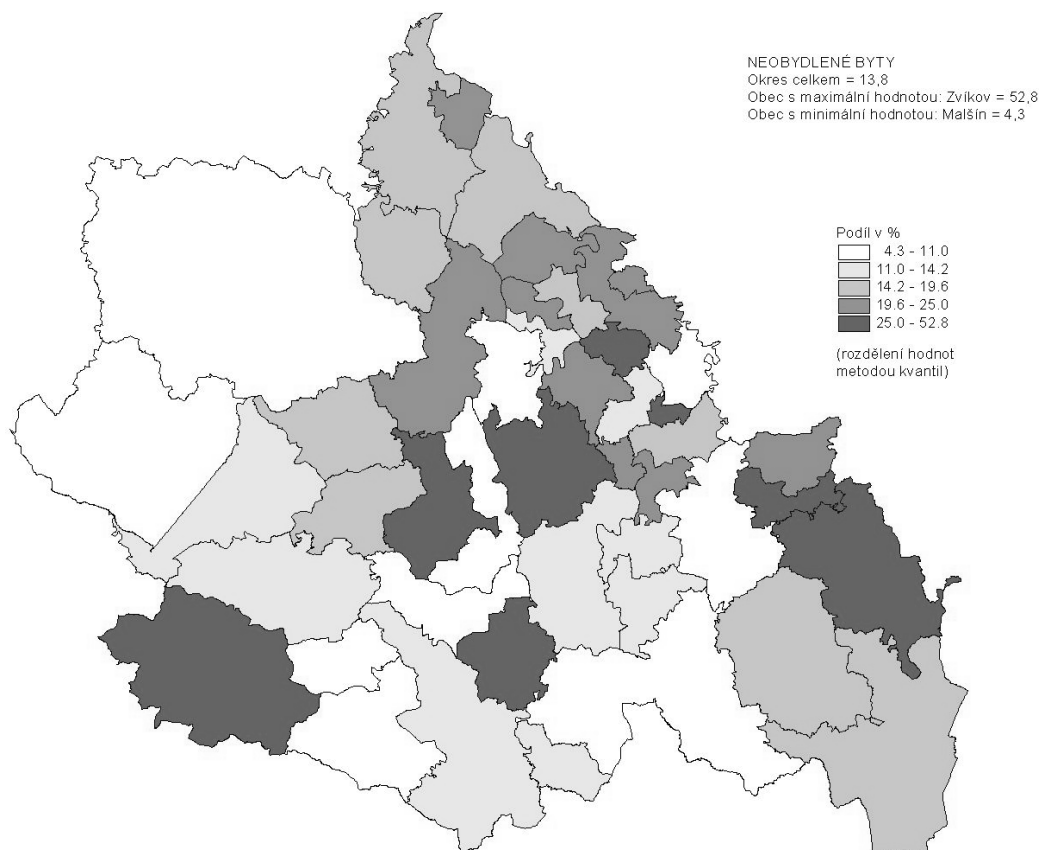 NEOBYDLENÉ BYTY
Okres celkem = 13,8
Obec s maximální hodnotou: Zvíkov = 52,8
Obec s minimální hodnotou: Malšín = 4,3
Podíl v %
4.3 - 11.0
11.0 - 14.2
14.2 - 19.6
19.6 - 25.0
25.0 - 52.8
(rozdělení hodnot
metodou kvantil)